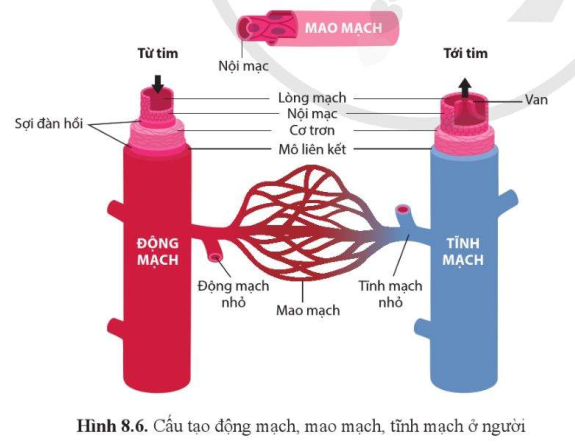 MAO MẠCH
Từ tim
Tới tim
Nội mạc
Lòng mạch
Van
Nội mạc
Sợi đàn hồi
Cơ trơn
Mô liên kết
ĐỘNG
MẠCH
TĨNH
MẠCH
Động mạch
nhỏ
Tĩnh mạch
nhỏ
Mao mạch
Hình 8.6. Cấu tạo động mạch, mao mạch, tĩnh mạch ở người